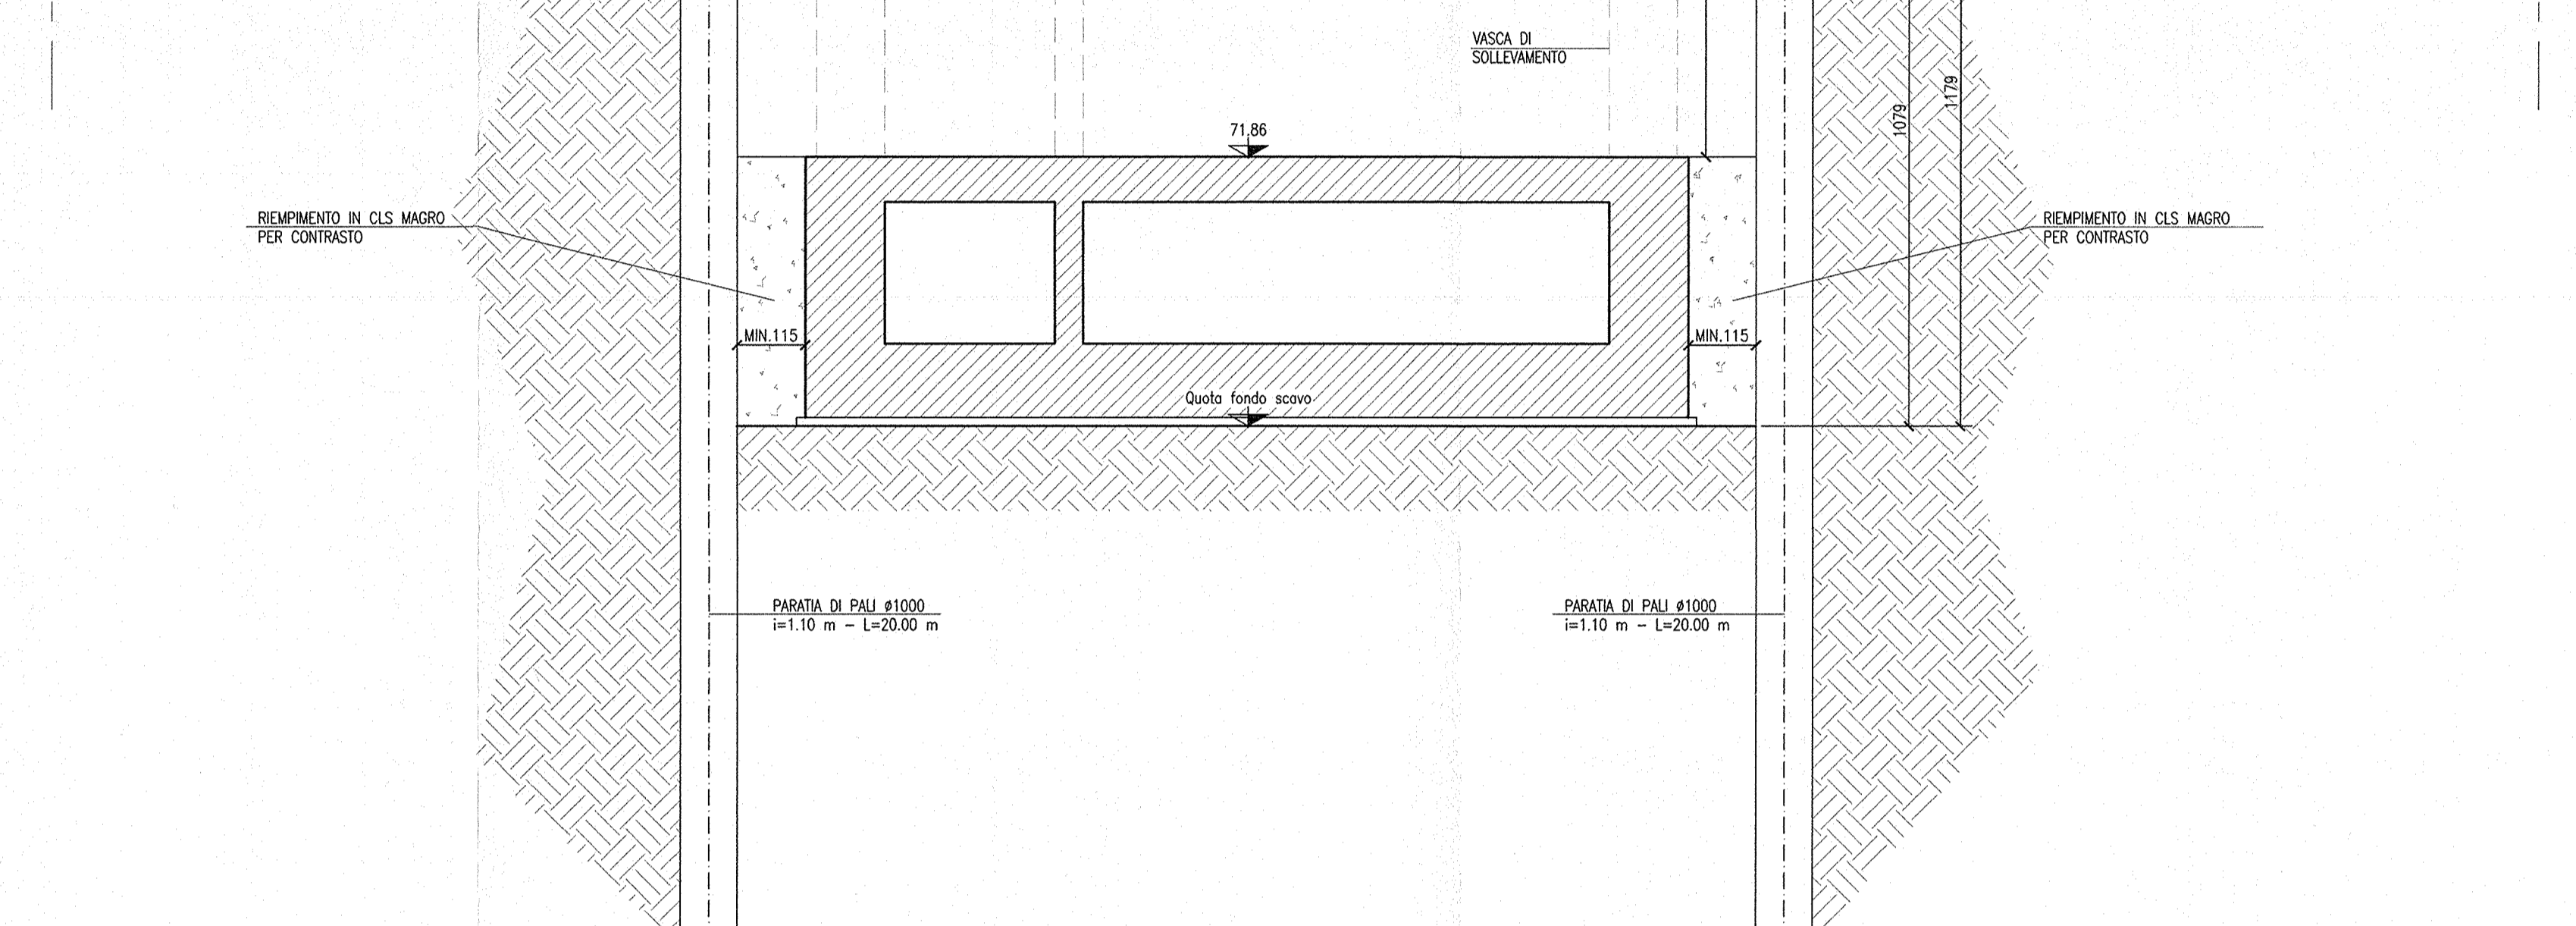 VASCA DI
SOLLEVAMENTO
1179
1079
71.86
RIEMPIMENTO IN CLS MAGRO
PER CONTRASTO
RIEMPIMENTO IN CLS MAGRO
PER CONTRASTO
MIN.115
MIN.115
Quota fondo scavo
PARATIA DI PALI ø1000
i=1.10 m - L=20.00 m
PARATIA DI PALI ø1000
i=1.10 m - L=20.00 m